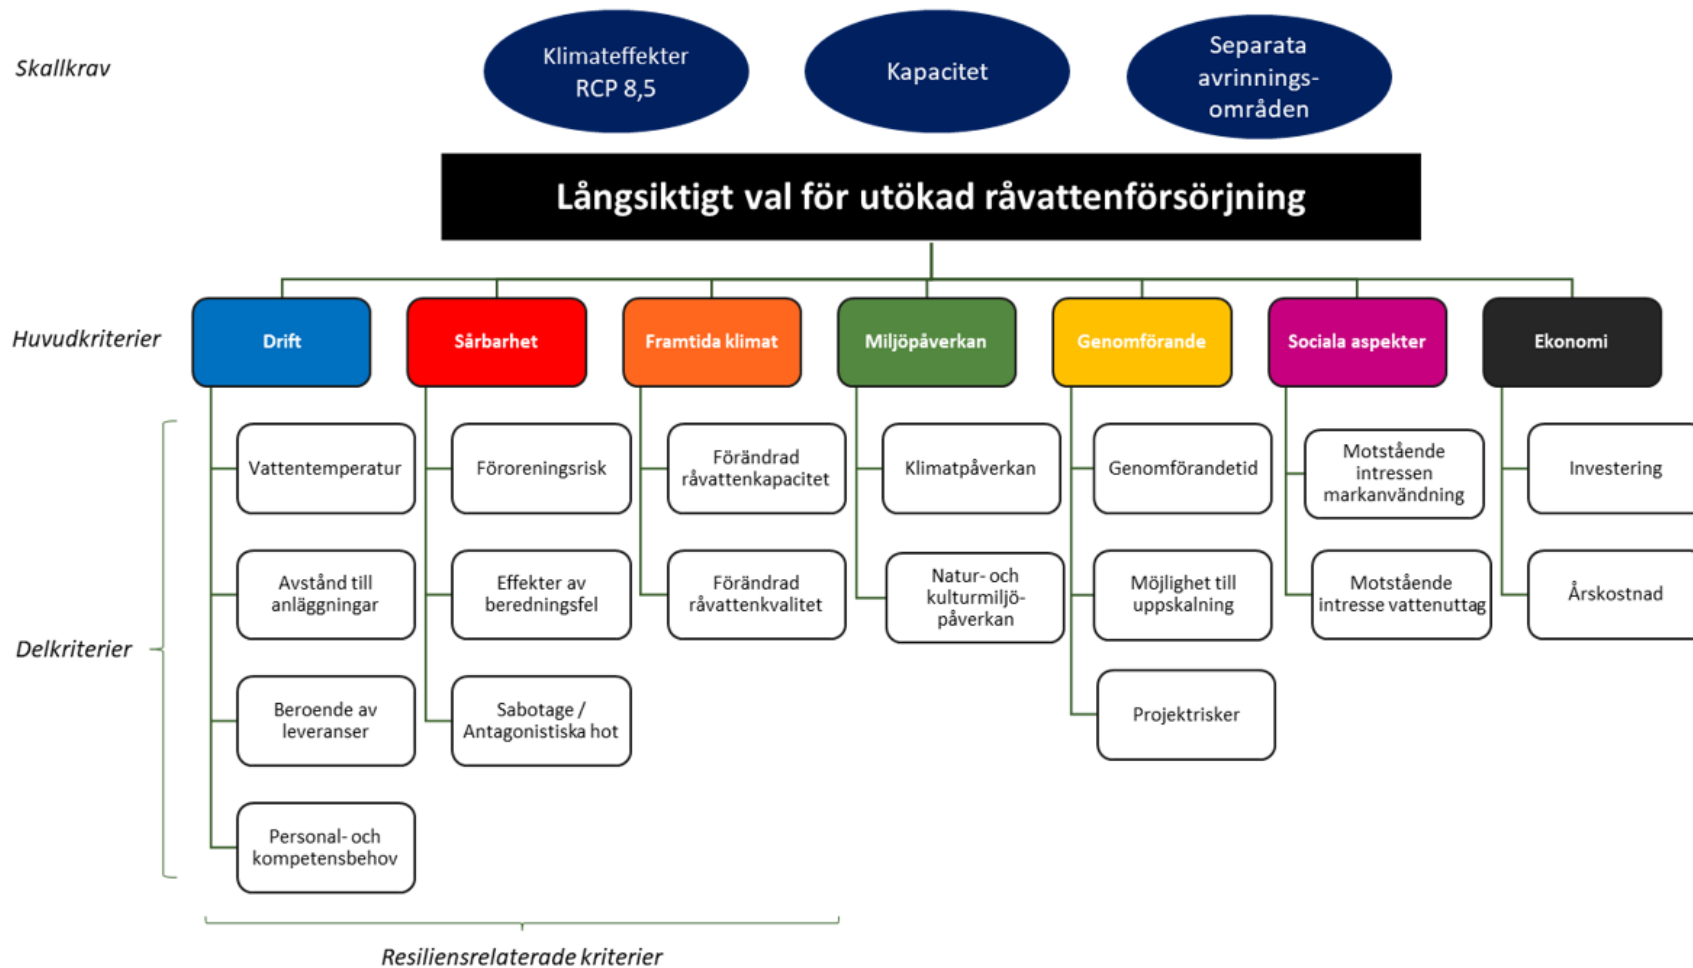 Skallkrav
Klimateffekter
RCP 8,5
Kapacitet
Separata
avrinnings-
områden
Långsiktigt val för utökad råvattenförsörjning
Huvudkriterier
Drift
Sårbarhet
Framtida klimat
Miljöpåverkan
Genomförande
Sociala aspekter
Ekonomi
Delkriterier
Vattentemperatur
Avstånd till
anläggningar
Beroende av
leveranser
Personal- och
kompetensbehov
Föroreningsrisk
Effekter av
beredningsfel
Sabotage /
Antagonistiska hot
Förändrad
råvattenkapacitet
Förändrad
råvattenkvalitet
Klimatpåverkan
Natur- och
kulturmiljö-
påverkan
Genomförandetid
Möjlighet till
uppskalning
Projektrisker
Motstående
intressen
markanvändning
Motstående
intresse vattenuttag
Investering
Årskostnad
Resiliensrelaterade kriterier